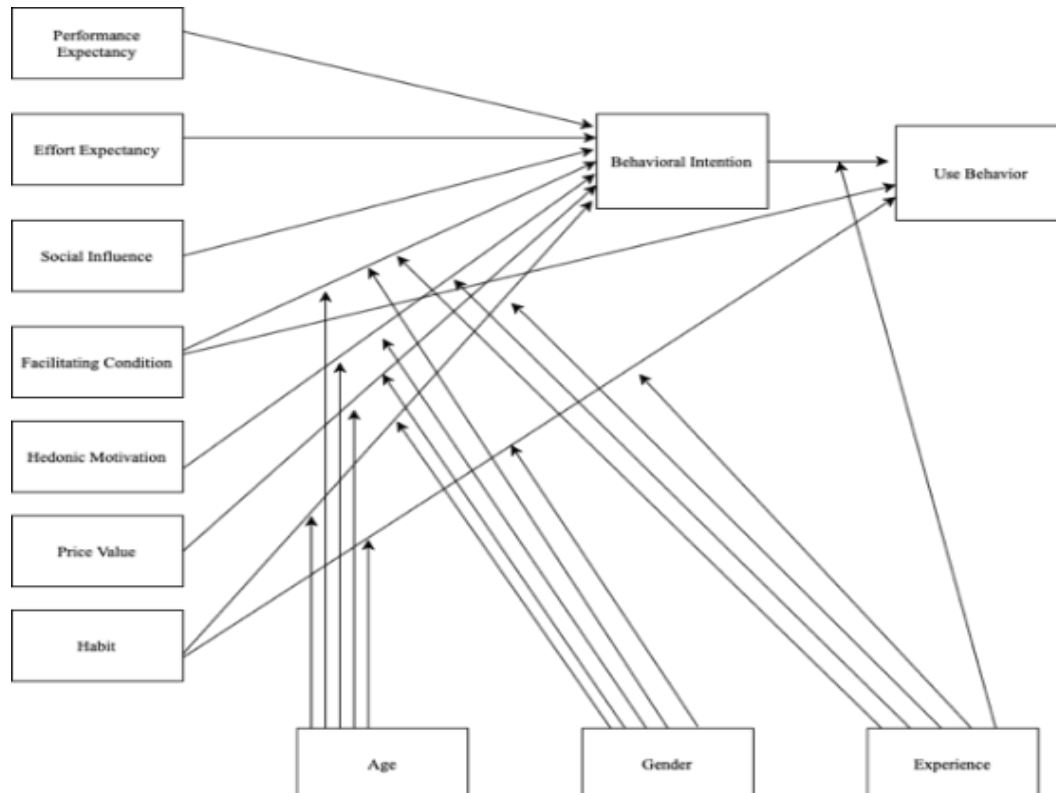 Performance
Expectancy
Effort Expectancy
Behavioral Intention
Use Behavior
Social Influence
Facilitating Condition
Hedonic Motivation
Price Value
Habit
Age
Gender
Experience